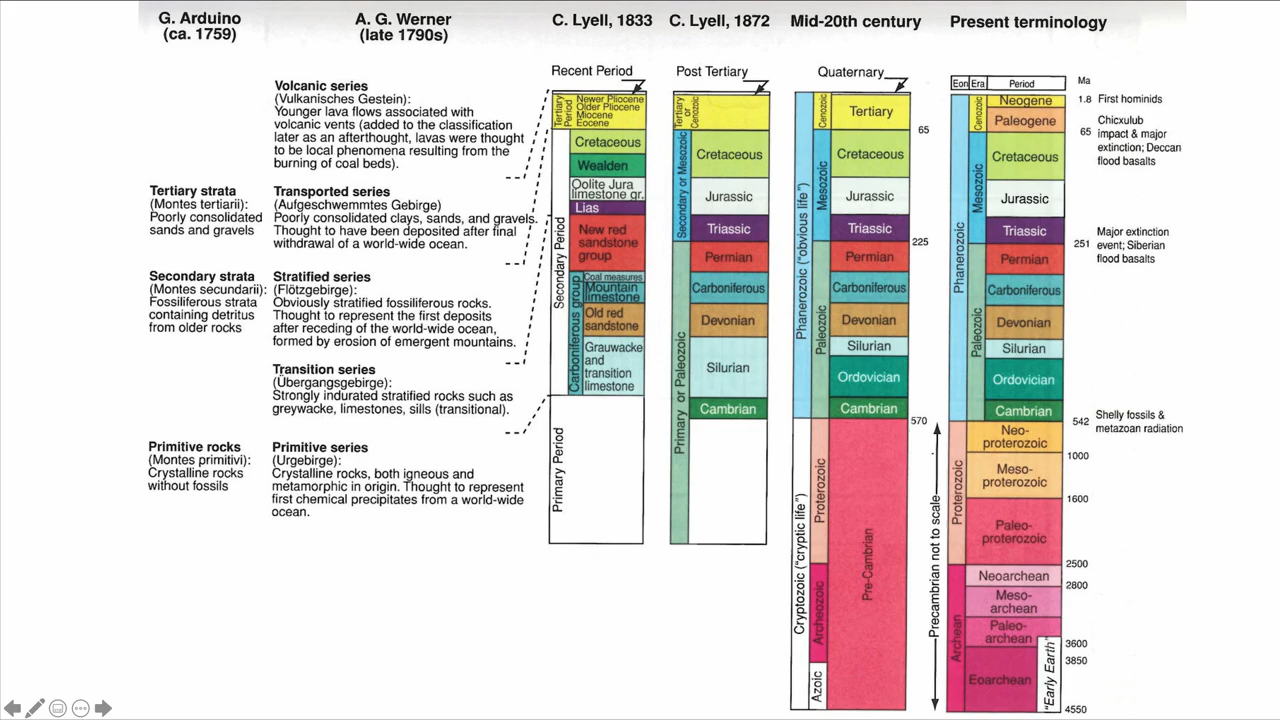 G. Arduino
(ca. 1759)
A. G. Werner
(late 1790s)
C. Lyell, 1833
C. Lyell, 1872
Mid-20th century
Present terminology
Tertiary strata
(Montes tertiarii):
Poorly consolidated
sands and gravels
Secondary strata
(Montes secundarii):
Fossiliferous strata
containing detritus
from older rocks
Primitive rocks
(Montes primitivi):
Crystalline rocks
without fossils
Volcanic series
(Vulkanisches Gestein):
Younger lava flows associated with
volcanic vents (added to the classification
later as an afterthought, lavas were thought
to be local phenomena resulting from the
burning of coal beds).
Transported series
(Aufgeschwemmtes Gebirge)
Poorly consolidated clays, sands, and gravels.
Thought to have been deposited after final
withdrawal of a world-wide ocean.
Stratified series
(Flötzgebirge):
Obviously stratified fossiliferous rocks.
Thought to represent the first deposits
after receding of the world-wide ocean,
formed by erosion of emergent mountains.
Transition series
(Übergangsgebirge):
Strongly indurated stratified rocks such as
greywacke, limestones, sills (transitional).
Primitive series
(Urgebirge):
Crystalline rocks, both igneous and
metamorphic in origin. Thought to represent
first chemical precipitates from a world-wide
ocean.
Recent Period
Tertiary
Period
Newer Pliocene
Older Pliocene
Miocene
Eocene
Secondary Period
Cretaceous
Wealden
Oolite Jura
limestone gr.
Lias
New red
sandstone
group
Carboniferous group
Coal measures
Mountain
limestone
Old red
sandstone
Grauwacke
and
transition
limestone
Primary Period
Post Tertiary
Tertiary
or
Cenozoic
Secondary or Mesozoic
Cretaceous
Jurassic
Triassic
Primary or Paleozoic
Permian
Carboniferous
Devonian
Silurian
Cambrian
Quaternary
Phanerozoic ("obvious life")
Cenozoic
Tertiary
65
Mesozoic
Cretaceous
Jurassic
Triassic
225
Paleozoic
Permian
Carboniferous
Devonian
Silurian
Ordovician
Cambrian
570
Cryptozoic ("cryptic life")
Proterozoic
Archeozoic
Azoic
Pre-Cambrian
Precambrian not to scale
Eon
Era
Period
Ma
Phanerozoic
Cenozoic
Neogene
1.8 First hominids
Paleogene
65
Chicxulub
impact & major
extinction; Deccan
flood basalts
Mesozoic
Cretaceous
Jurassic
Triassic
251
Major extinction
event; Siberian
flood basalts
Paleozoic
Permian
Carboniferous
Devonian
Silurian
Ordovician
Cambrian
542
Shelly fossils &
metazoan radiation
Proterozoic
Neo-
proterozoic
1000
Meso-
proterozoic
1600
Paleo-
proterozoic
2500
Archean
Neoarchean
2800
Meso-
archean
Paleo-
archean
3600
3850
Eoarchean
"Early Earth"
4550